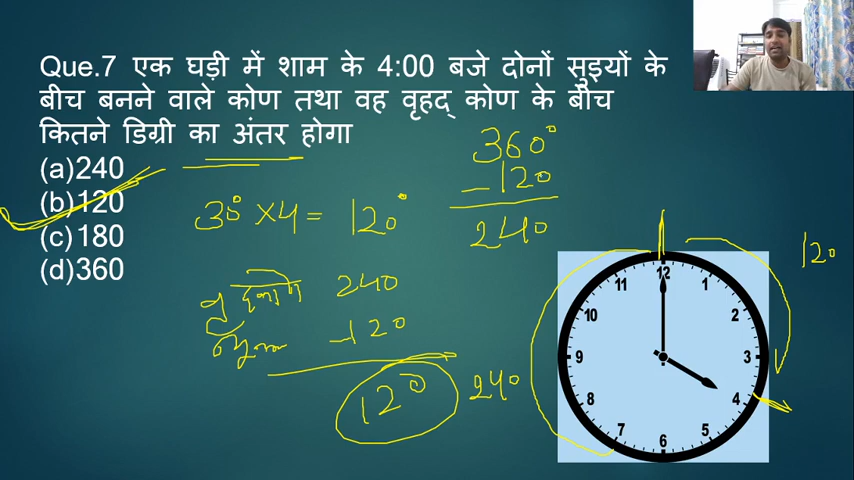 Que.7 एक घड़ी में शाम के 4:00 बजे दोनों सुइयों के
बीच बनने वाले कोण तथा वह वृहद् कोण के बीच
कितने डिग्री का अंतर होगा
(a)240
(b)120
(c)180
(d)360
360°
-120
240
30° ×4= 120°
240
-120
120
240
120
12
1
2
3
4
5
6
7
8
9
10
11